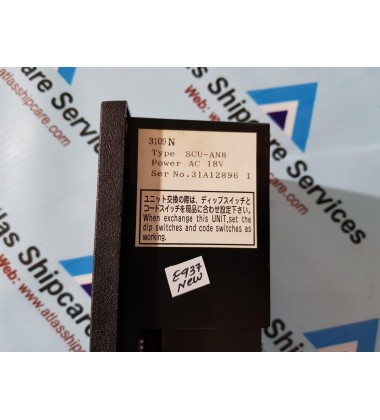 3109 N
Type SCU-AN8
Power AC 18V
Ser No.31A12896 I
ユニット交換の際は、ディップスイッチと
コードスイッチを現品に合わせ設定下さい。
When exchange this UNIT,set the
dip switches and code switches as
working.
E937
New
Atlas Shipcare Services
www.atlasshipcare.com